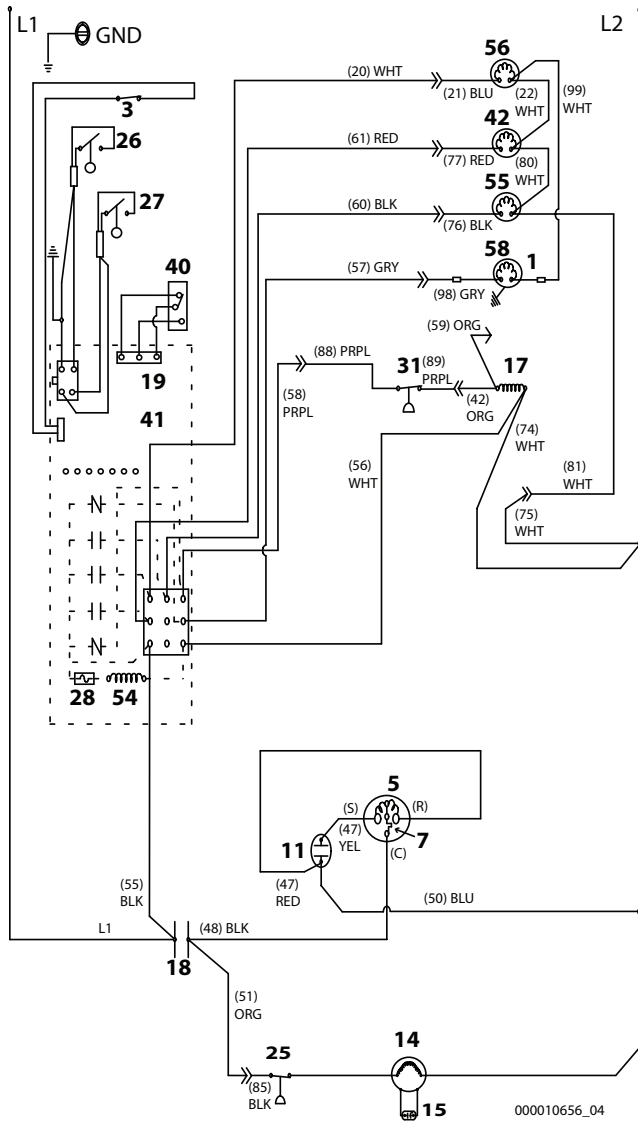 L1
GND
L2
56
(20) WHT
(21) BLU
(22)
WHT
(99)
WHT
3
26
42
(61) RED
(77) RED
(80)
WHT
27
55
(60) BLK
(76) BLK
40
58
1
(57) GRY
(98) GRY
(59) ORG
(88) PRPL
31
(89)
PRPL
17
19
(58)
PRPL
(42)
ORG
41
(74)
WHT
(56)
WHT
(81)
WHT
(75)
WHT
28
54
5
(S)
(R)
(47)
YEL
7
11
(C)
(55)
BLK
(47)
RED
(50) BLU
L1
(48) BLK
18
(51)
ORG
14
25
(85)
BLK
15
000010656_04